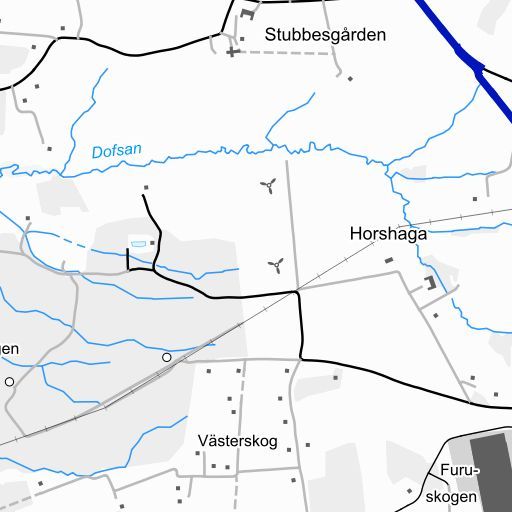 Stubbesgården
Dofsan
Horshaga
gen
Västerskog
Furu-
skogen